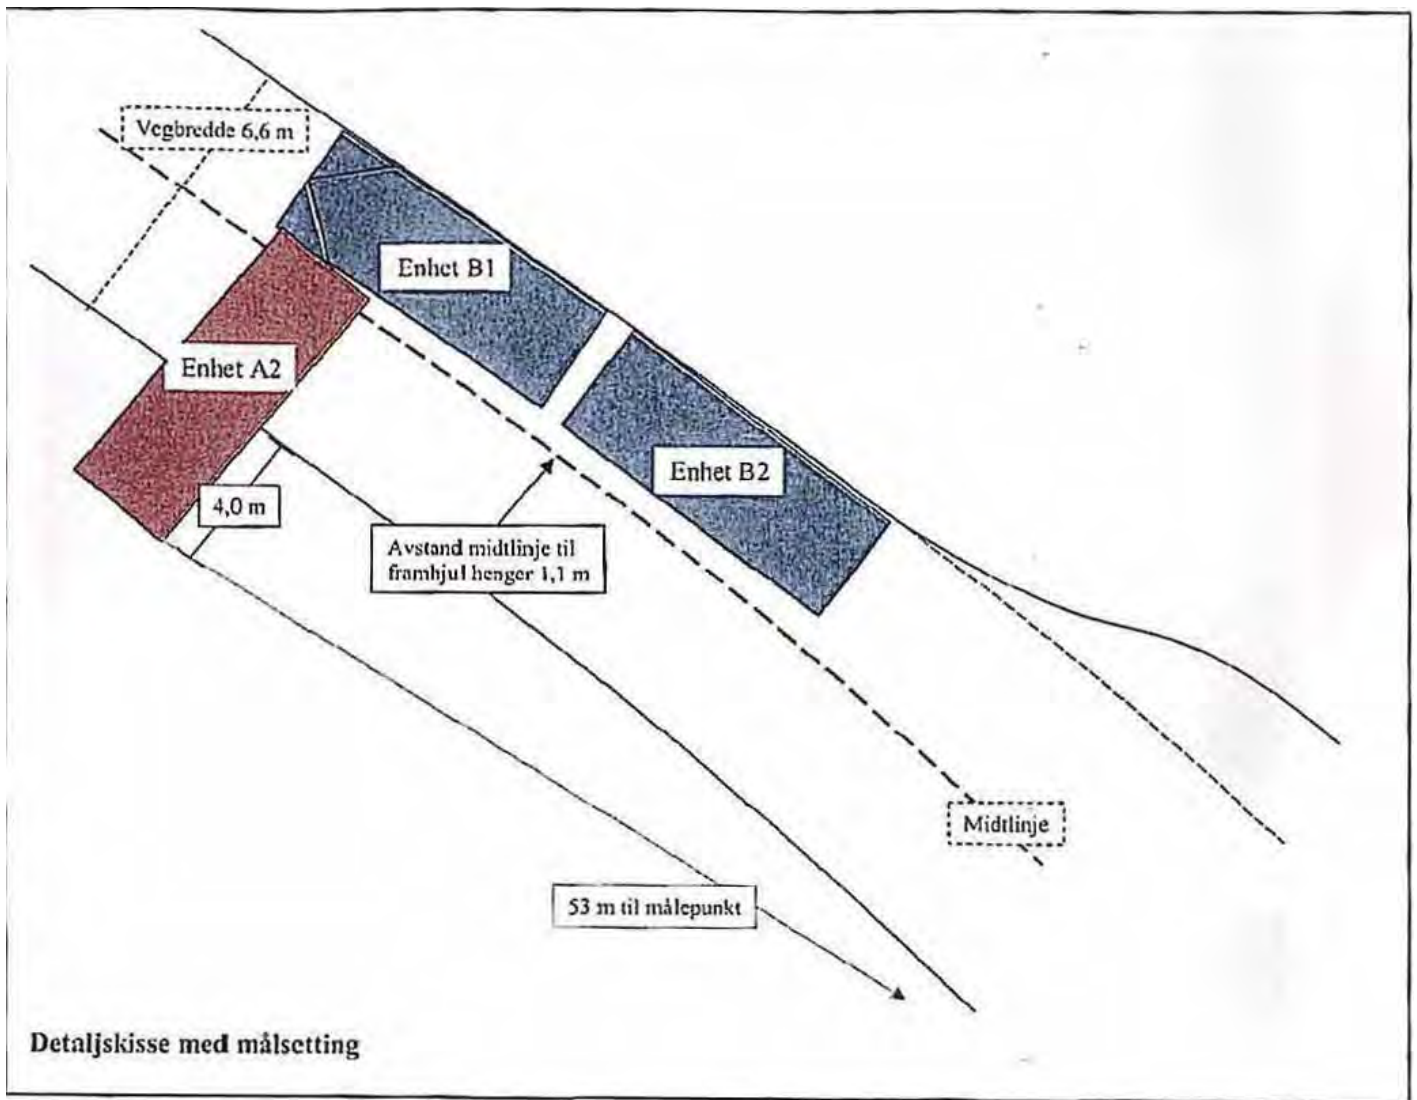 Vegbredde 6,6 m
Enhet B1
Enhet A2
Enhet B2
4,0 m
Avstand midtlinje til
framhjul henger 1,1 m
Midtlinje
53 m til målepunkt
Detaljskisse med målsetting